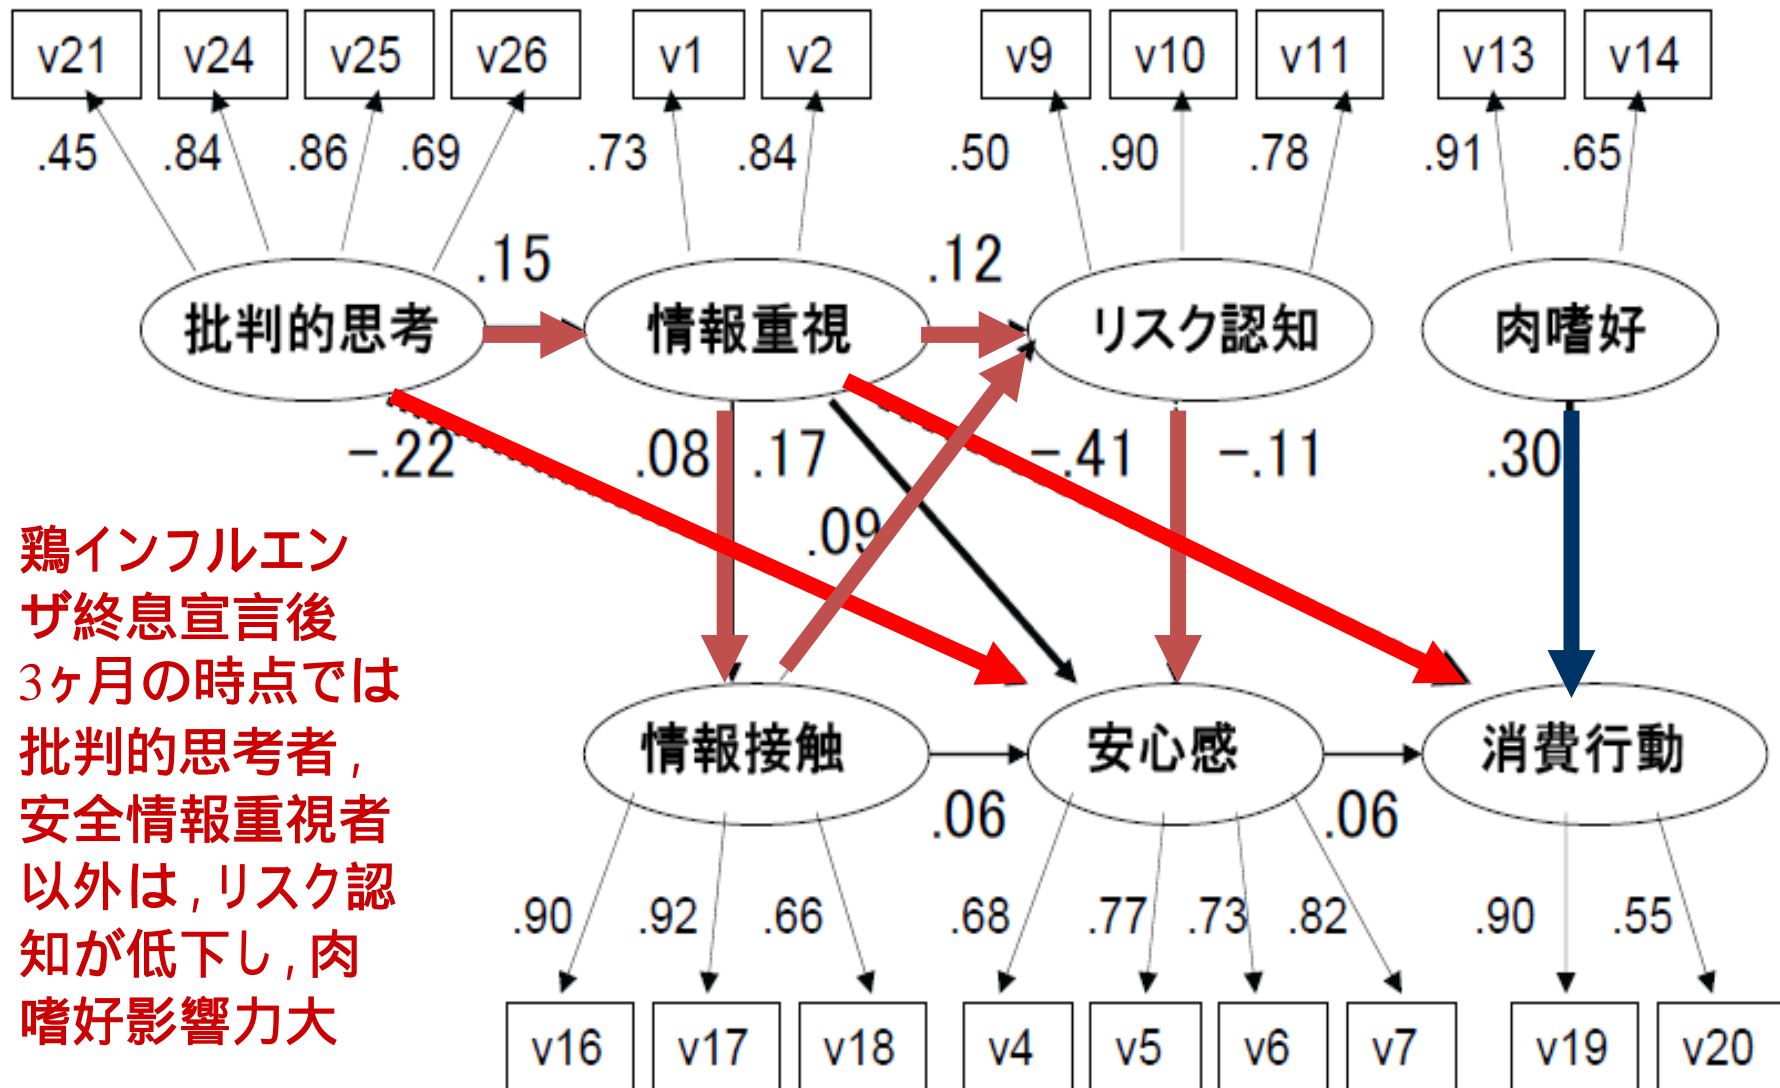 v21 v24 v25 v26 v1 v2 v9 v10 v11 v13 v14
.45 .84 .86 .69 .73 .84 .50 .90 .78 .91 .65
.15 .12
批判的思考 情報重視 リスク認知 肉嗜好
-.22 .08 .17 -.41 -.11 .30
.09
鶏インフルエン
ザ終息宣言後
3ヶ月の時点では
批判的思考者,
安全情報重視者
以外は,リスク認
知が低下し,肉
嗜好影響力大
情報接触 安心感 消費行動
.06 .06
.90 .92 .66 .68 .77 .73 .82 .90 .55
v16 v17 v18 v4 v5 v6 v7 v19 v20